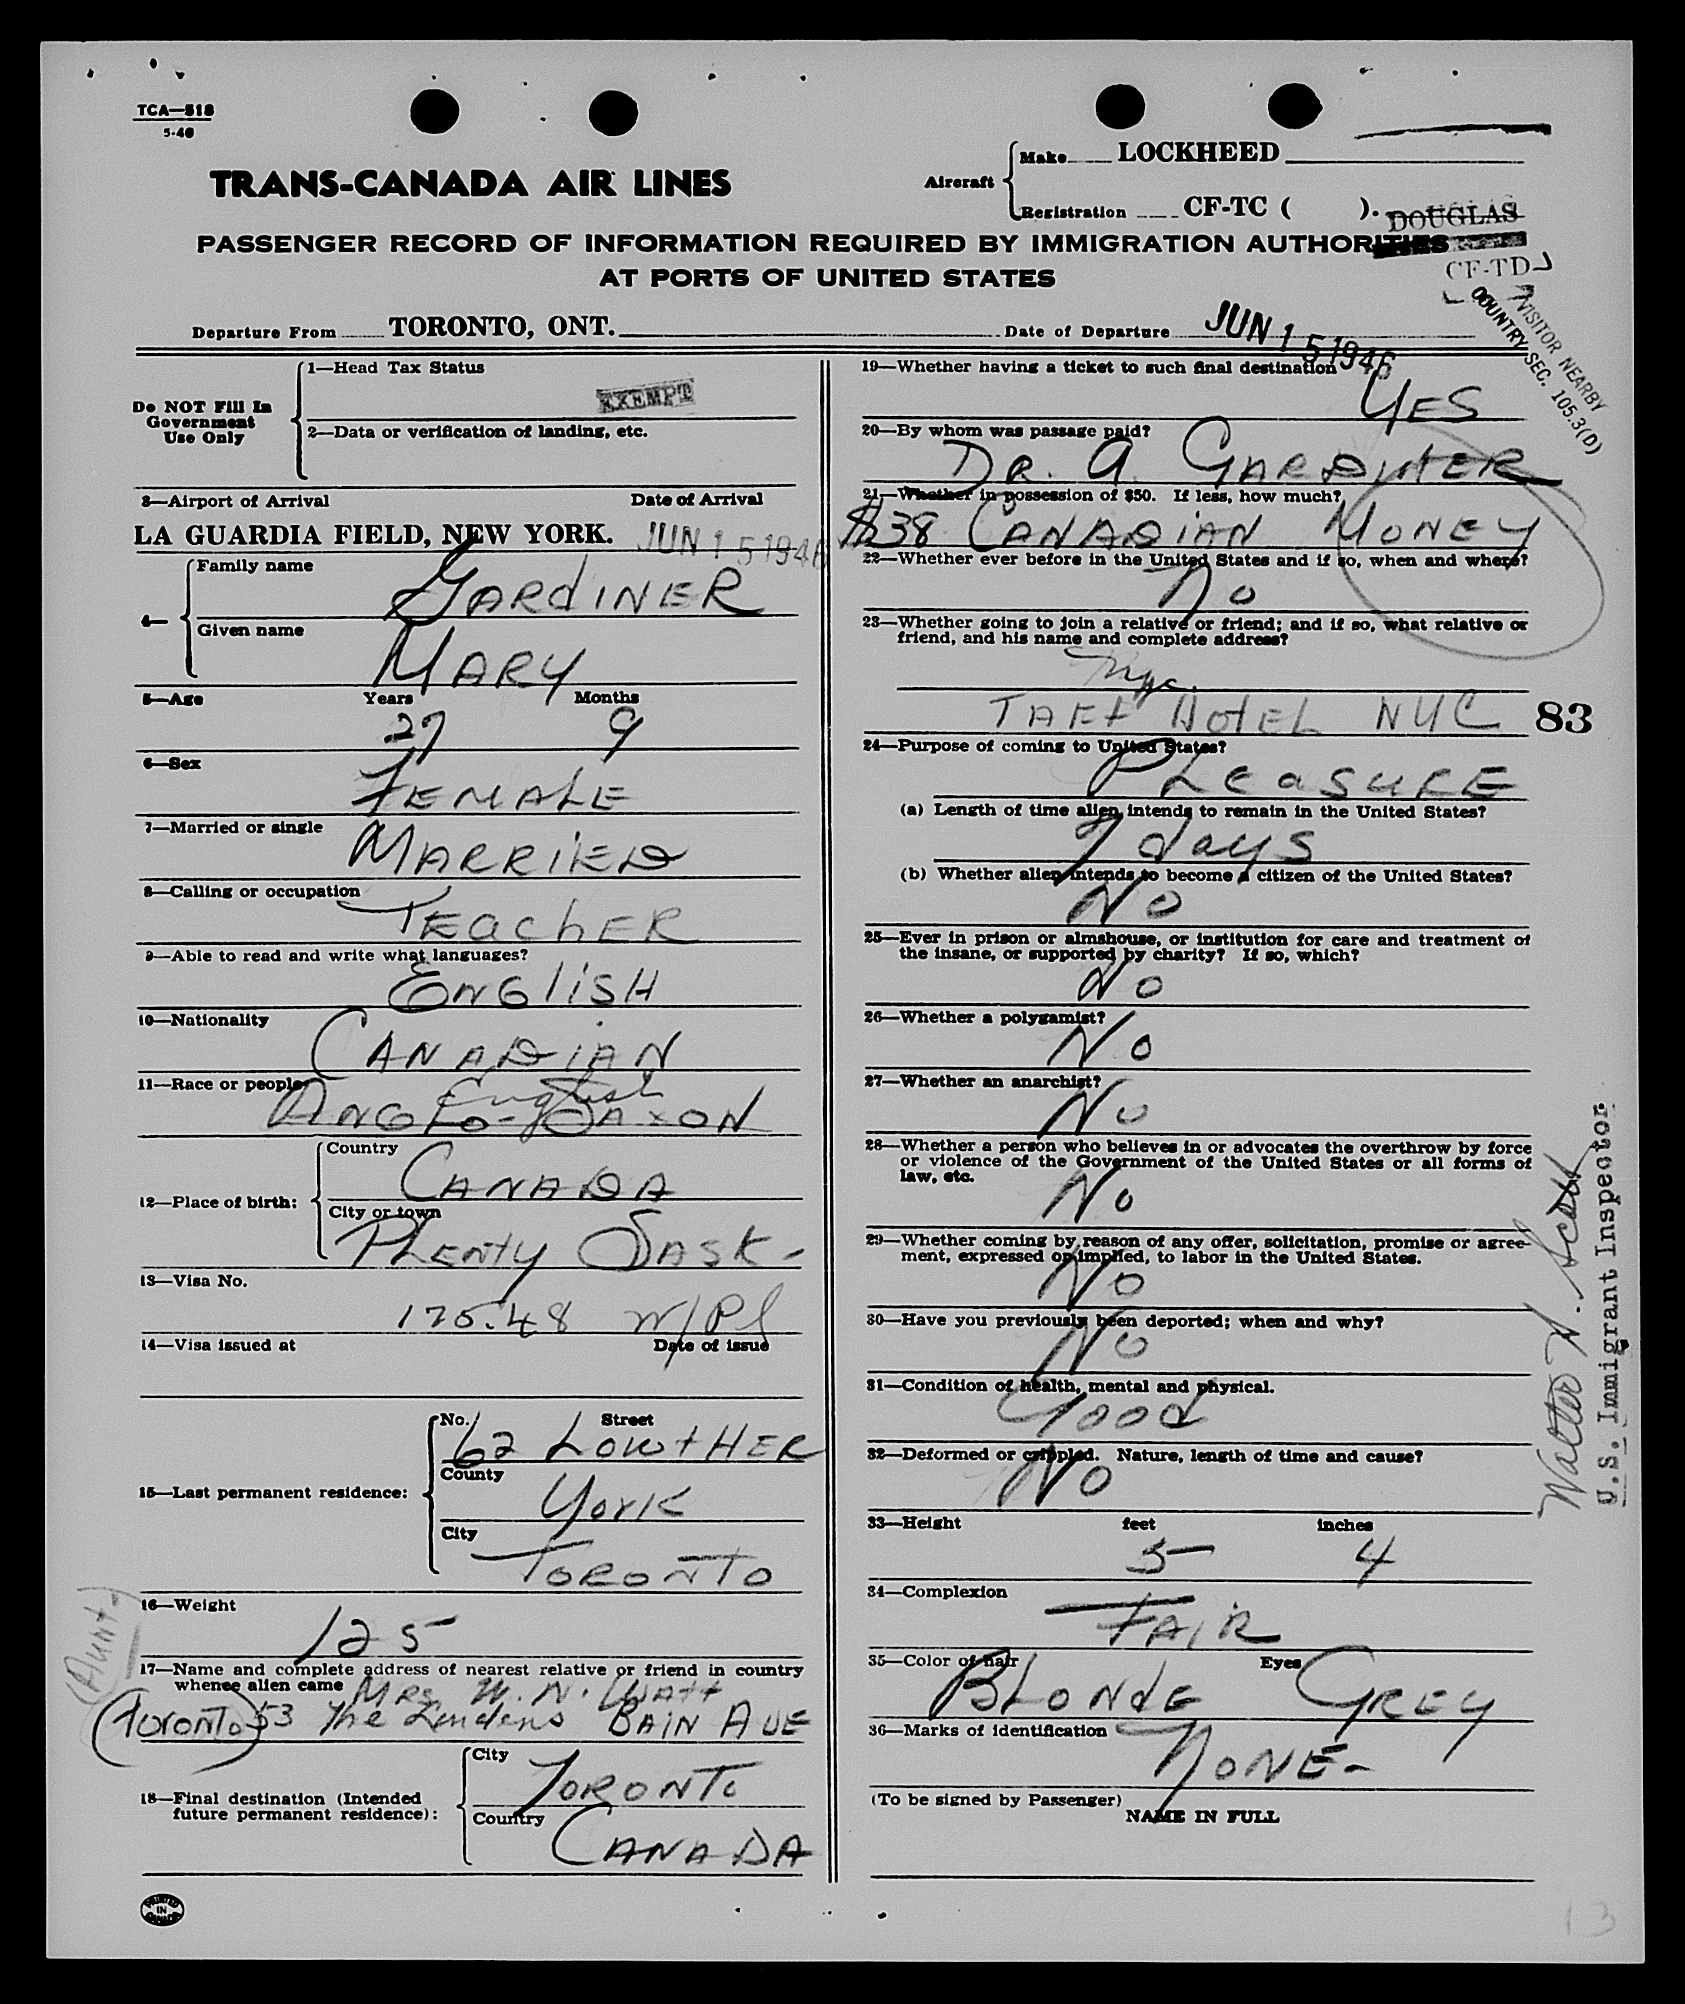 TCA—518
5-46
TRANS-CANADA AIR LINES
Aircraft
Make LOCKHEED
Registration CF-TC ( ).
DOUGLAS
CF-TD
PASSENGER RECORD OF INFORMATION REQUIRED BY IMMIGRATION AUTHORITIES
AT PORTS OF UNITED STATES
VISITOR NEARBY
COUNTRY SEC. 105.3(D)
Departure From TORONTO, ONT. Date of Departure JUN 15 1946
Do NOT Fill In
Government
Use Only
1—Head Tax Status
EXEMPT
2—Data or verification of landing, etc.
3—Airport of Arrival Date of Arrival
LA GUARDIA FIELD, NEW YORK. JUN 15 1946
4—
Family name
GARDINER
Given name
MARY
5—Age Years Months
27 9
6—Sex
FEMALE
7—Married or single
MARRIED
8—Calling or occupation
TEACHER
9—Able to read and write what languages?
ENGLISH
10—Nationality
CANADIAN
11—Race or people
English
ANGLO-SAXON
12—Place of birth:
Country
CANADA
City or town
PLENTY SASK-
13—Visa No.
175.48 W/Pl
14—Visa issued at Date of issue
15—Last permanent residence:
No. Street
62 LOWTHER
County
York
City
TORONTO
16—Weight
125
(Aunt)
17—Name and complete address of nearest relative or friend in country
whence alien came MRS. W. N. WATT
(TORONTO) 53 The Lindens BAIN AVE
18—Final destination (Intended
future permanent residence):
City
TORONTO
Country
CANADA
PRINTED
IN
CANADA
19—Whether having a ticket to such final destination
YES
20—By whom was passage paid?
DR. A. GARDINER
21—Whether in possession of $50. If less, how much?
$38 CANADIAN MONEY
22—Whether ever before in the United States and if so, when and where?
No
23—Whether going to join a relative or friend; and if so, what relative or
friend, and his name and complete address?
TAFT HOTEL NYC
83
24—Purpose of coming to United States?
PLEASURE
(a) Length of time alien intends to remain in the United States?
7 days
(b) Whether alien intends to become a citizen of the United States?
No
25—Ever in prison or almshouse, or institution for care and treatment of
the insane, or supported by charity? If so, which?
No
26—Whether a polygamist?
No
27—Whether an anarchist?
No
28—Whether a person who believes in or advocates the overthrow by force
or violence of the Government of the United States or all forms of
law, etc.
No
29—Whether coming by reason of any offer, solicitation, promise or agree-
ment, expressed or implied, to labor in the United States.
No
30—Have you previously been deported; when and why?
No
31—Condition of health, mental and physical.
Good
32—Deformed or crippled. Nature, length of time and cause?
No
33—Height feet inches
5 4
34—Complexion
FAIR
35—Color of hair Eyes
BLONDE GREY
36—Marks of identification
NONE-
(To be signed by Passenger)
NAME IN FULL
Walter H. Scott
U.S. Immigrant Inspector
13